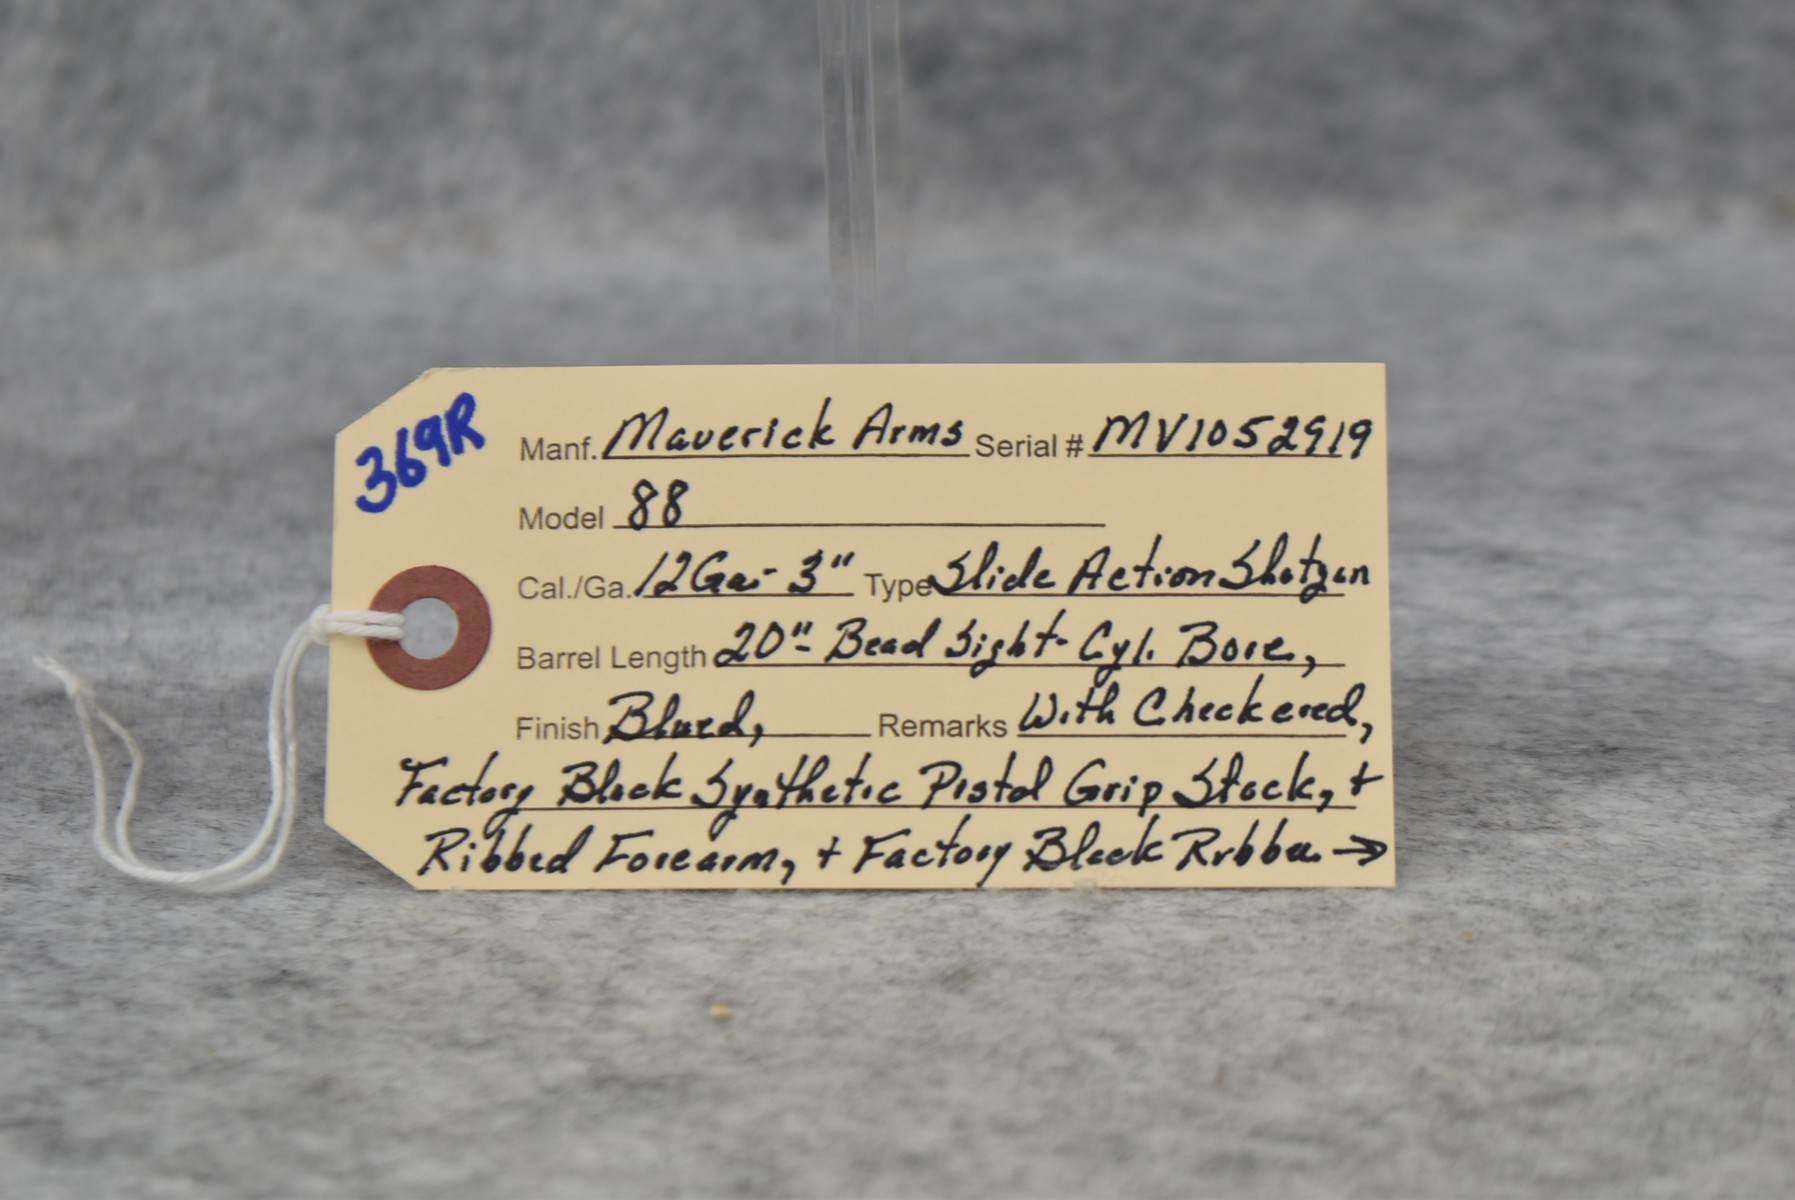 369R
Manf. Maverick Arms Serial # MV1052919
Model 88
Cal./Ga. 12Ga.- 3" Type Slide Action Shotgun
Barrel Length 20"- Bead Sight- Cyl. Bore,
Finish Blued, Remarks With Checkered,
Factory Black Synthetic Pistol Grip Stock, +
Ribbed Forearm, + Factory Black Rubber →